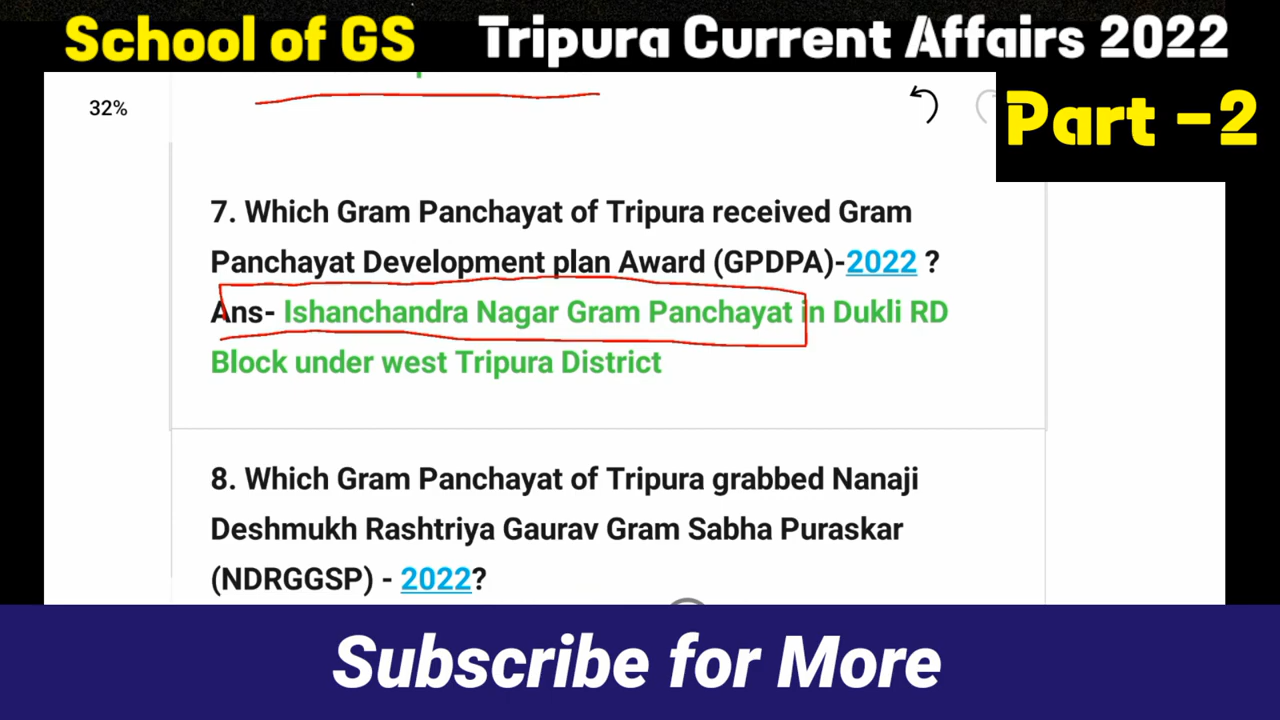 School of GS Tripura Current Affairs 2022
Part -2
32%
7. Which Gram Panchayat of Tripura received Gram
Panchayat Development plan Award (GPDPA)-2022 ?
Ans- Ishanchandra Nagar Gram Panchayat in Dukli RD
Block under west Tripura District
8. Which Gram Panchayat of Tripura grabbed Nanaji
Deshmukh Rashtriya Gaurav Gram Sabha Puraskar
(NDRGGSP) - 2022?
Subscribe for More